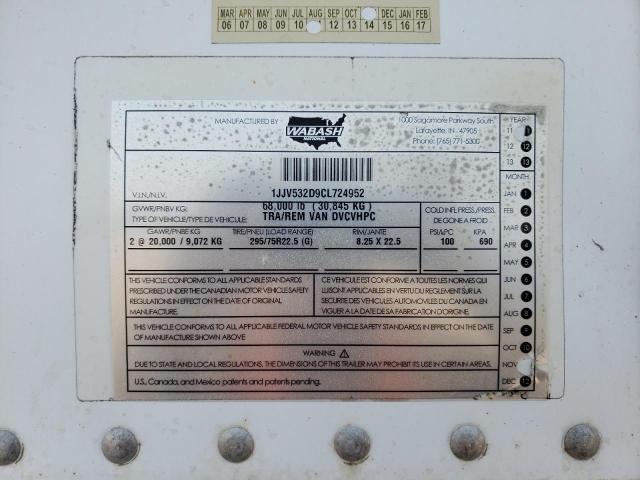 MAR APR MAY JUN JUL AUG SEP OCT DEC JAN FEB
06 07 08 09 10 12 13 14 15 16 17
MANUFACTURED BY
WABASH
NATIONAL
1000 Sagamore Parkway South
Lafayette, IN 47905
Phone: (765) 771-5300
V.I.N./N.I.V.
1JJV532D9CL724952
GVWR/PNBV KG:
68,000 lb ( 30,845 KG )
TYPE OF VEHICLE/TYPE DE VEHICULE:
TRA/REM VAN DVCVHPC
COLD INFL PRESS./PRESS.
DE GONF A FROID
GAWR/PNBE KG
TIRE/PNEU (LOAD RANGE)
RIM/JANTE
PSI/LPC
KPA
2 @ 20,000 / 9,072 KG
295/75R22.5 (G)
8.25 X 22.5
100
690
THIS VEHICLE CONFORMS TO ALL APPLICABLE STANDARDS
PRESCRIBED UNDER THE CANADIAN MOTOR VEHICLE SAFETY
REGULATIONS IN EFFECT ON THE DATE OF ORIGINAL
MANUFACTURE.
CE VEHICULE EST CONFORME A TOUTES LES NORMES QUI
LUI SONT APPLICABLES EN VERTU DU REGLEMENT SUR LA
SECURITE DES VEHICULES AUTOMOBILES DU CANADA EN
VIGUER A LA DATE DE SA FABRICATION D'ORIGINAL
THIS VEHICLE CONFORMS TO ALL APPLICABLE FEDERAL MOTOR VEHICLE SAFETY STANDARDS IN EFFECT ON THE DATE OF
MANUFACTURE SHOWN ABOVE
WARNING
DUE TO STATE AND LOCAL REGULATIONS, THE DIMENSIONS OF THIS TRAILER MAY PROHIBIT ITS USE IN CERTAIN AREAS.
U.S., Canada, and Mexico patents and patents pending.
YEAR
11
12 12
13 13
MONTH
JAN 1
FEB 2
MAR 3
APR 4
MAY 5
JUN 6
JUL 7
AUG 8
SEP 9
OCT 10
NOV
DEC 12